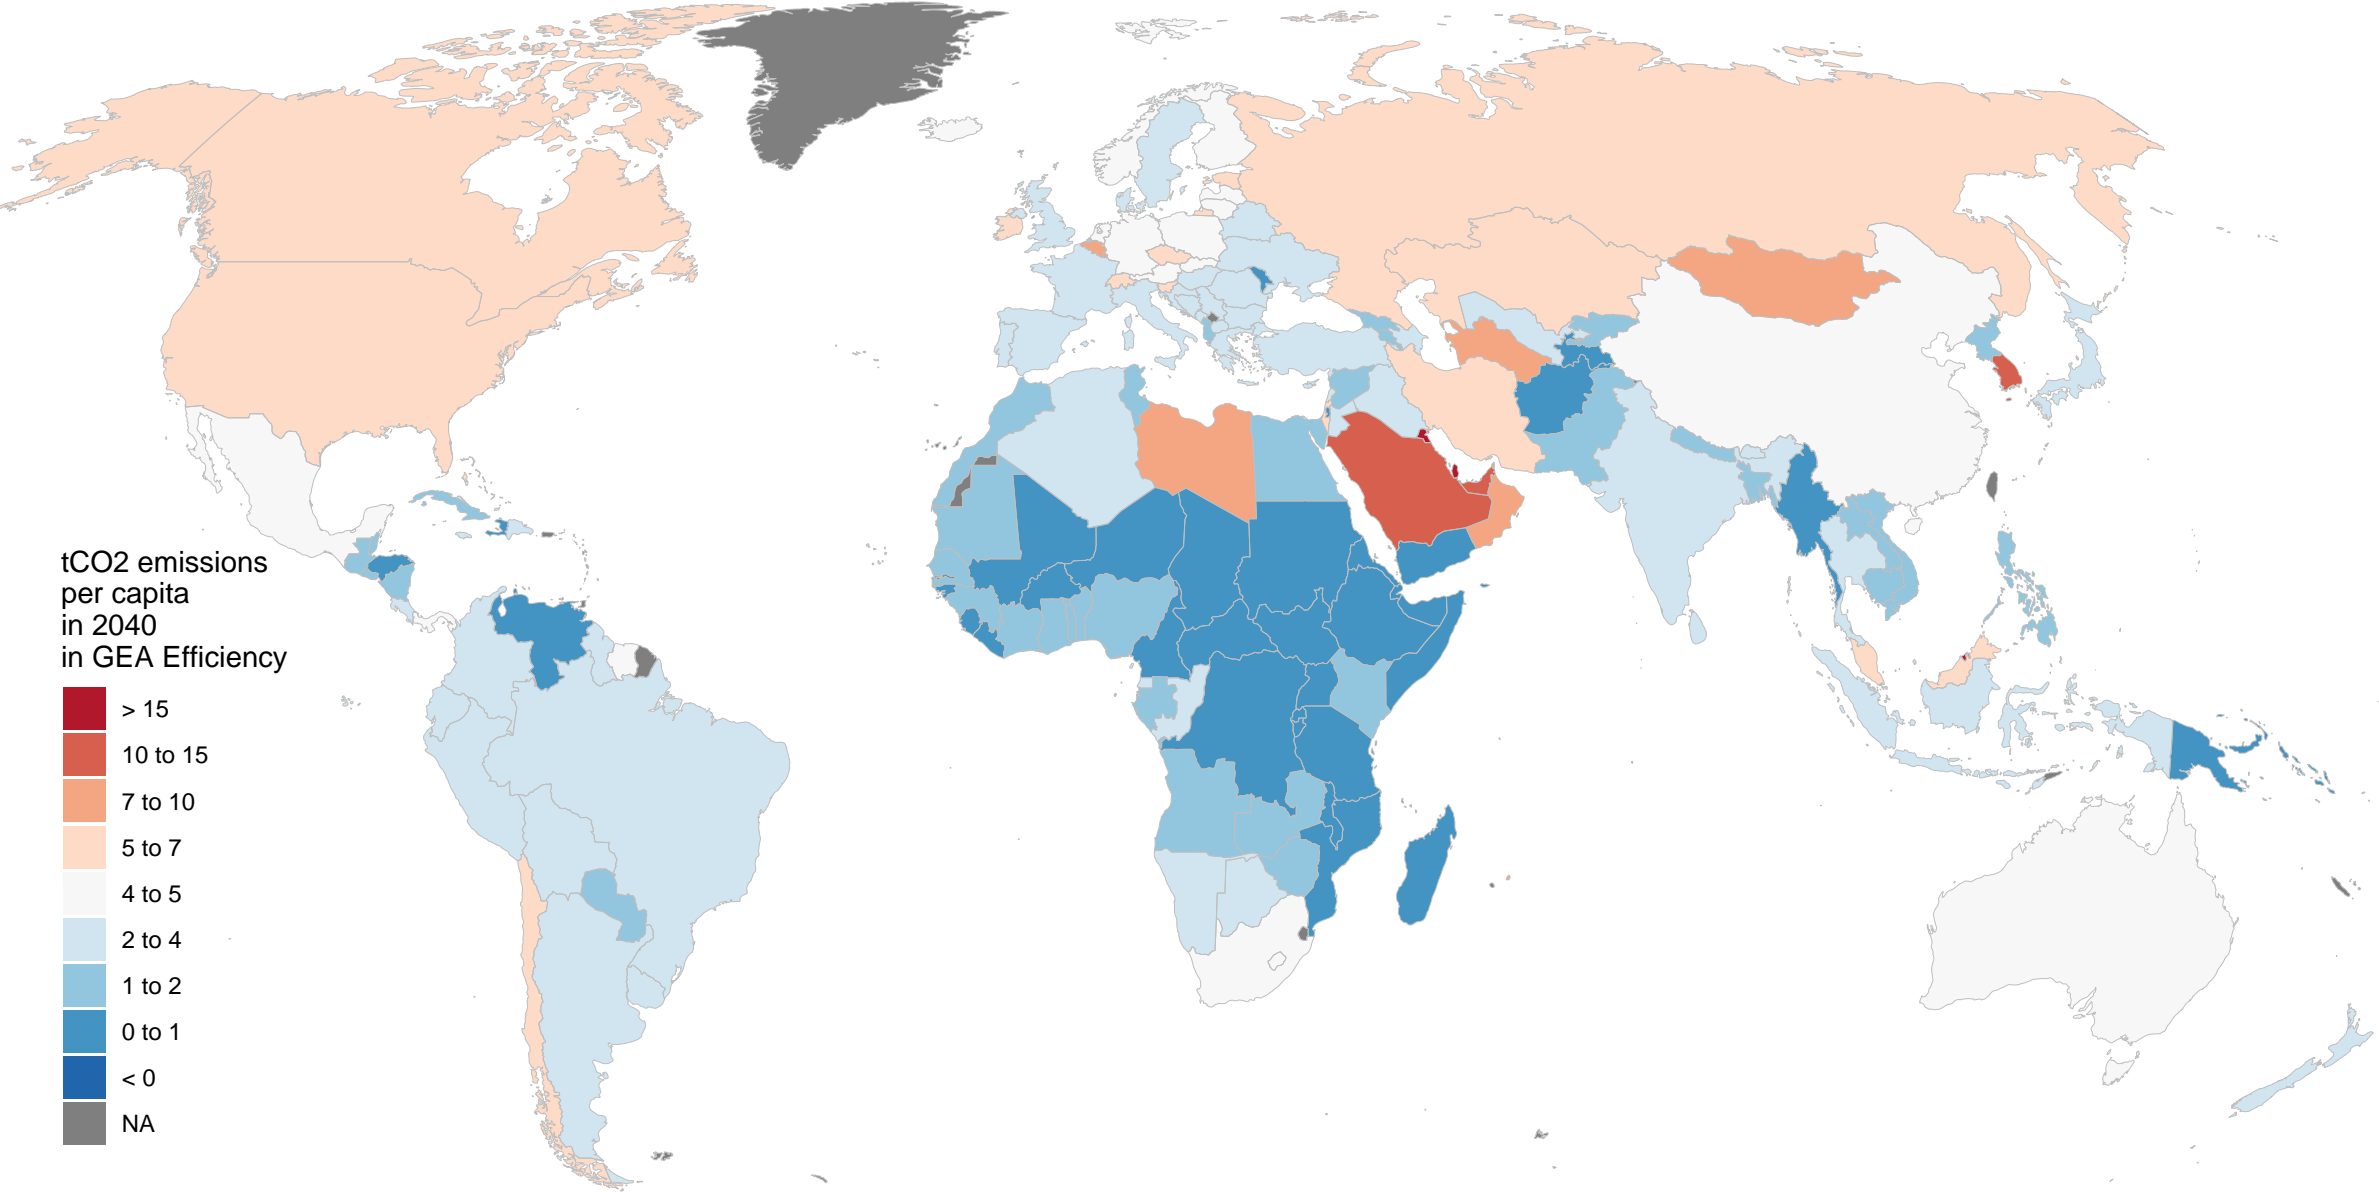 tCO2 emissions
per capita
in 2040
in GEA Efficiency
> 15
10 to 15
7 to 10
5 to 7
4 to 5
2 to 4
1 to 2
0 to 1
< 0
NA